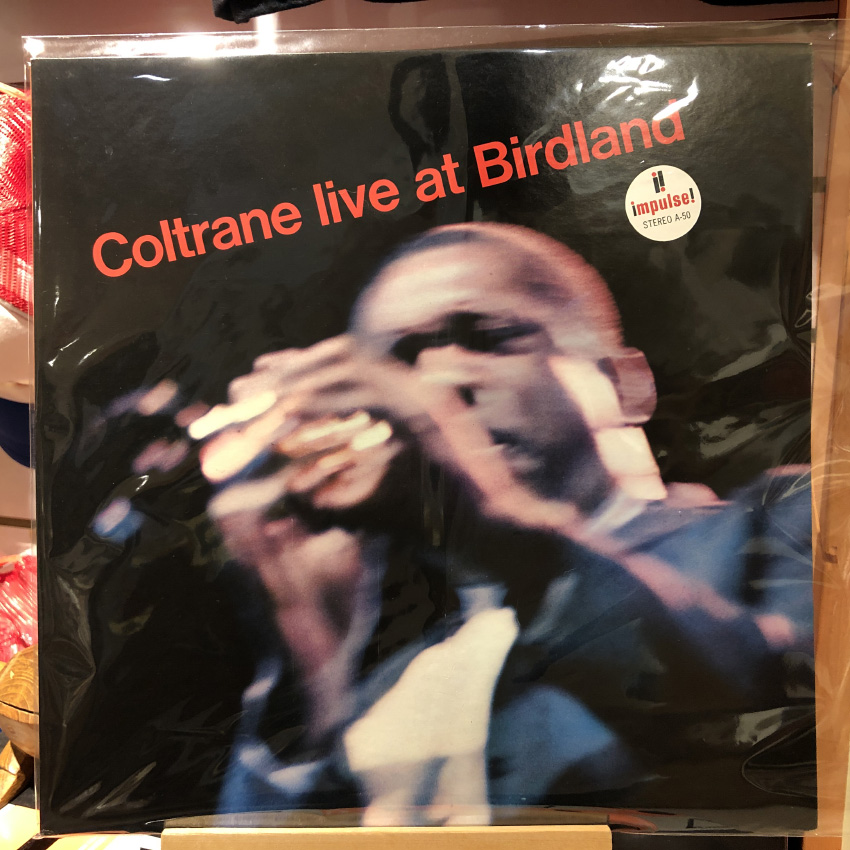 Coltrane live at Birdland
i!
impulse!
STEREO A-50